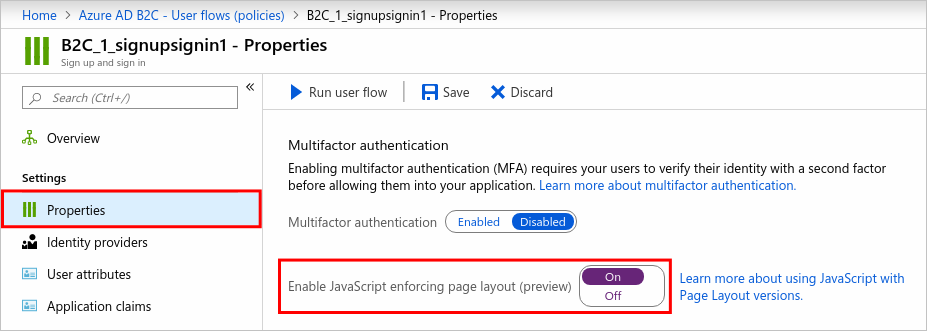 Home > Azure AD B2C - User flows (policies) > B2C_1_signupsignin1 - Properties
B2C_1_signupsignin1 - Properties
Sign up and sign in
Search (Ctrl+/)
Overview
Settings
Properties
Identity providers
User attributes
Application claims
Run user flow
Save
Discard
Multifactor authentication
Enabling multifactor authentication (MFA) requires your users to verify their identity with a second factor
before allowing them into your application. Learn more about multifactor authentication.
Multifactor authentication Enabled Disabled
Enable JavaScript enforcing page layout (preview) On
Off
Learn more about using JavaScript with
Page Layout versions.